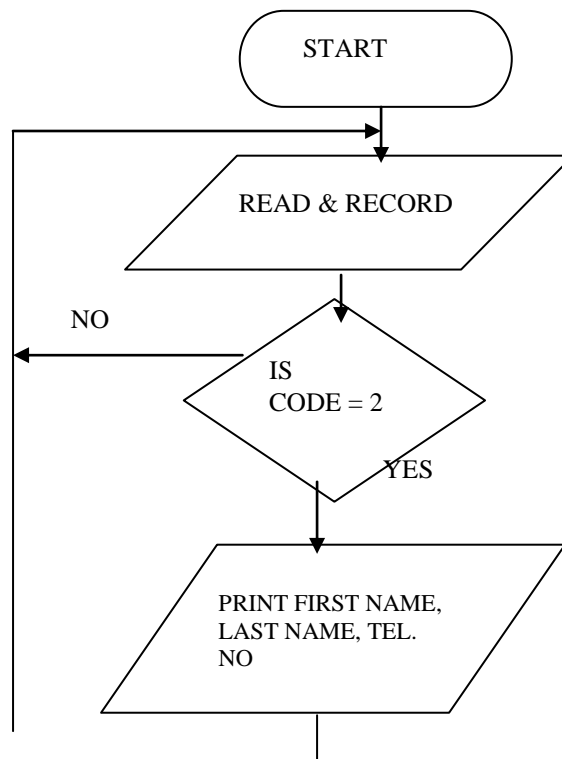 START
READ & RECORD
NO
IS
CODE = 2
YES
PRINT FIRST NAME,
LAST NAME, TEL.
NO